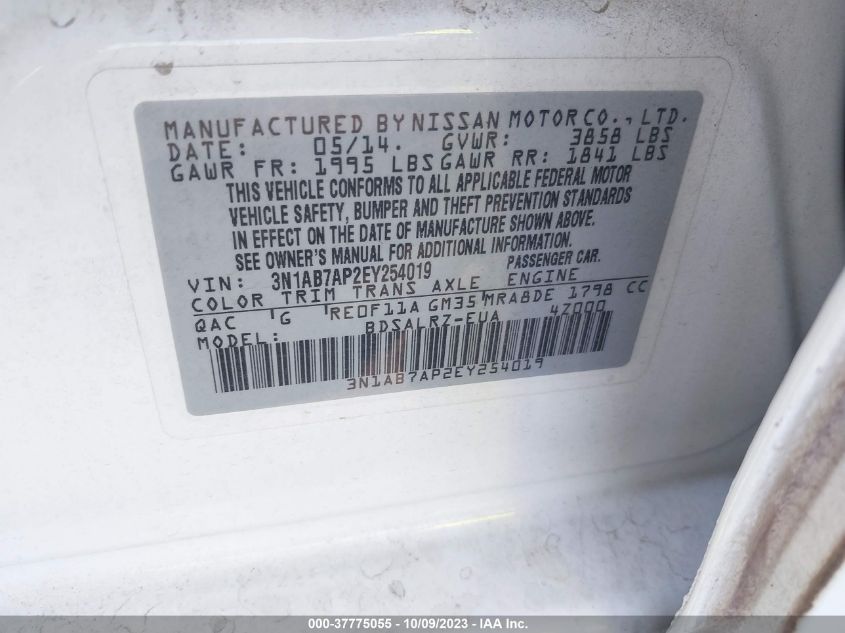 MANUFACTURED BY NISSAN MOTOR CO., LTD.
DATE: 05/14. GVWR: 3858 LBS
GAWR FR: 1995 LBS GAWR RR: 1841 LBS
THIS VEHICLE CONFORMS TO ALL APPLICABLE FEDERAL MOTOR
VEHICLE SAFETY, BUMPER AND THEFT PREVENTION STANDARDS
IN EFFECT ON THE DATE OF MANUFACTURE SHOWN ABOVE.
SEE OWNER'S MANUAL FOR ADDITIONAL INFORMATION.
VIN: 3N1AB7AP2EY254019 PASSENGER CAR.
COLOR TRIM TRANS AXLE ENGINE
QAC G RE0F11A GM35 MRA8DE 1798 CC
MODEL: BDSALRZ-EUA 4Z000
3N1AB7AP2EY254019
000-37775055 - 10/09/2023 - IAA Inc.